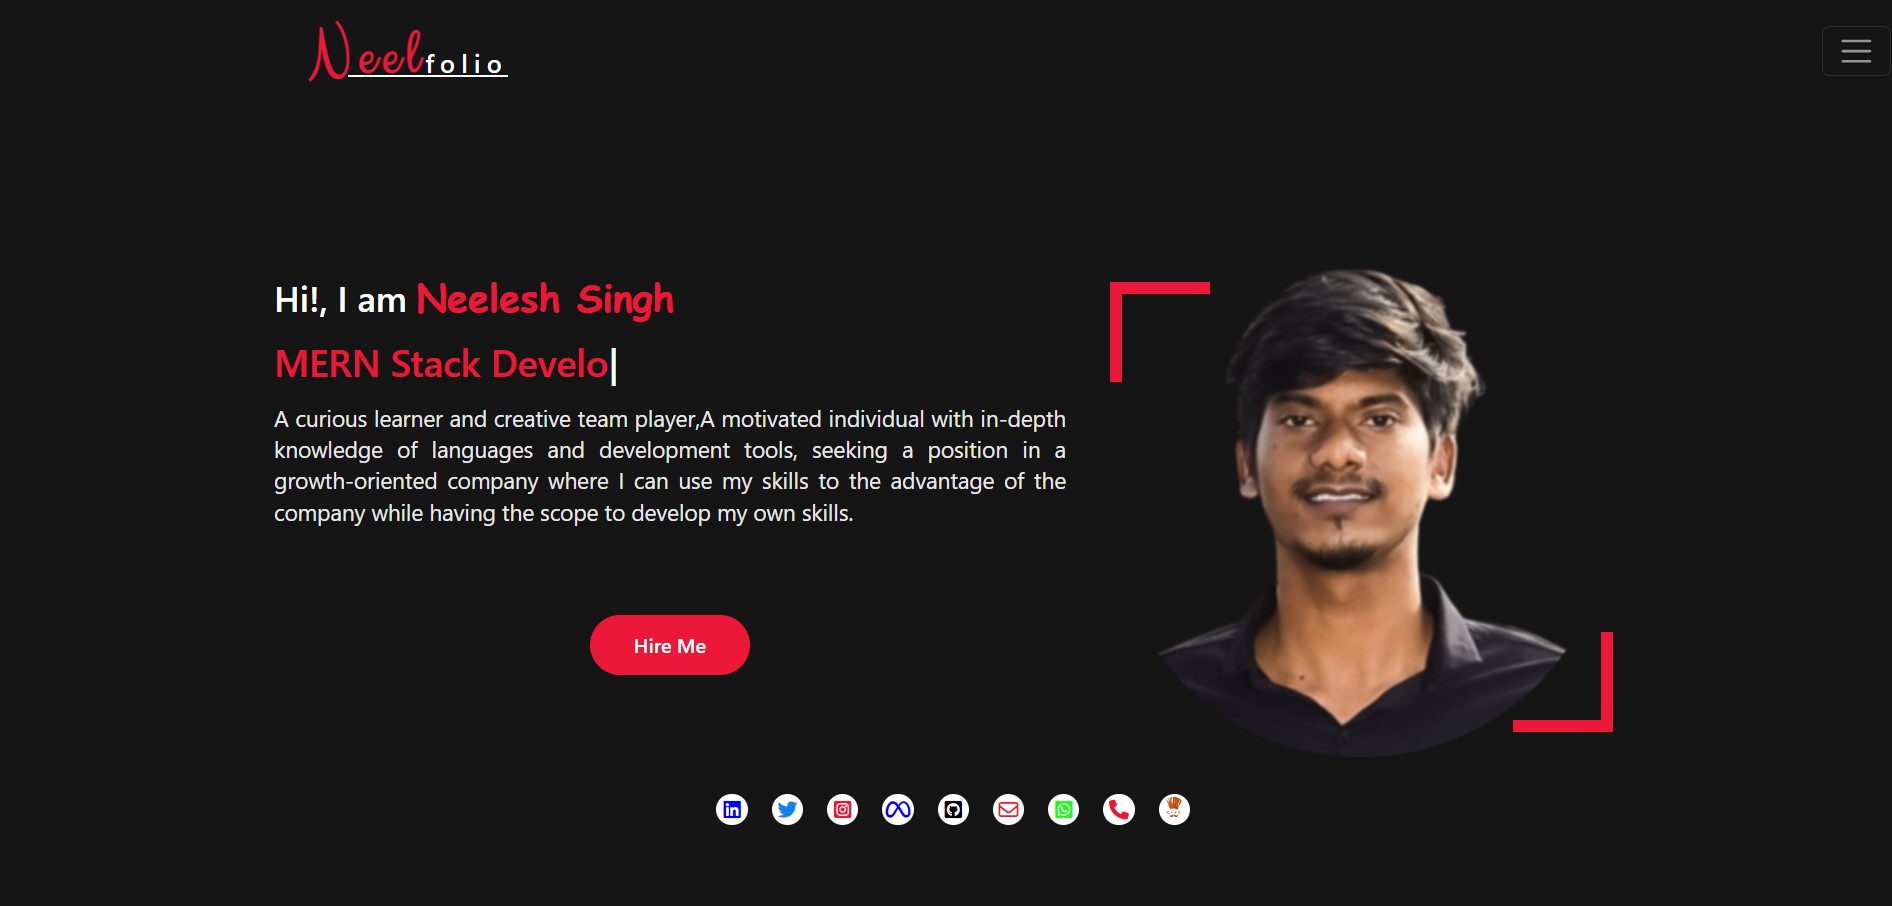 Neelfolio
Hi!, I am Neelesh Singh
MERN Stack Develo|
A curious learner and creative team player,A motivated individual with in-depth
knowledge of languages and development tools, seeking a position in a
growth-oriented company where I can use my skills to the advantage of the
company while having the scope to develop my own skills.
Hire Me